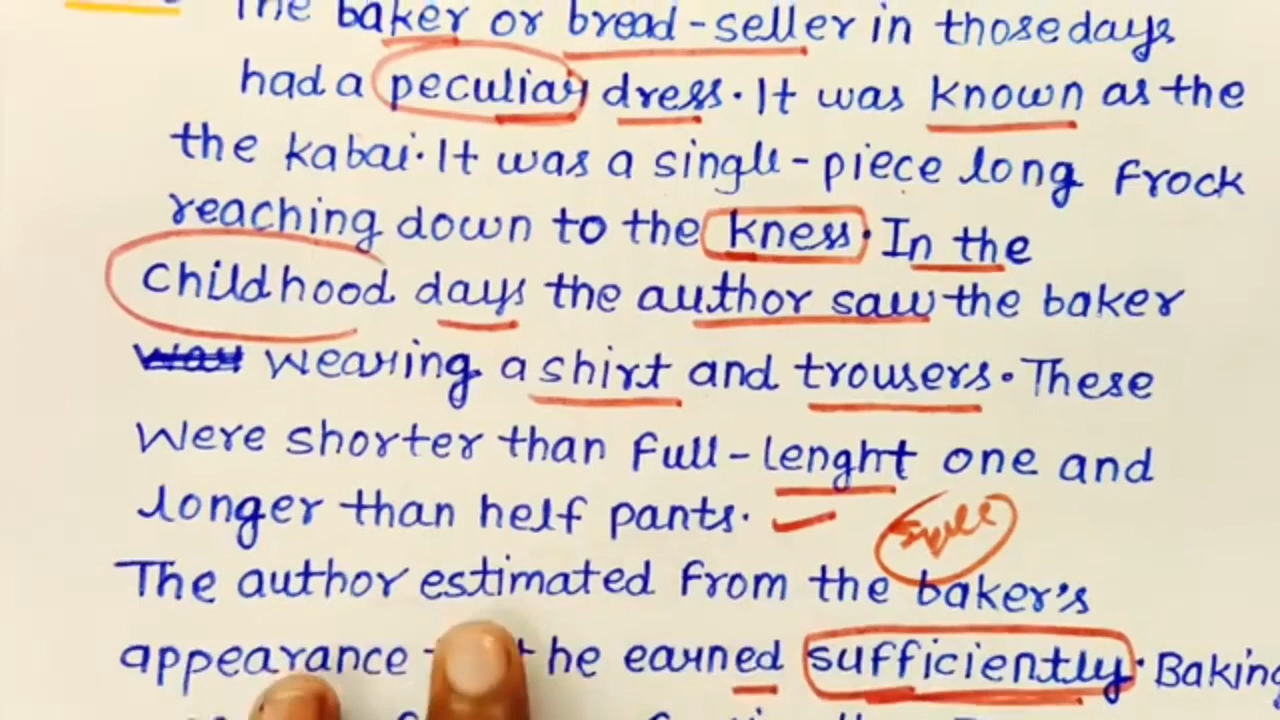 The baker or bread-seller in those days
had a peculiar dress. It was known as the
the kabai. It was a single-piece long frock
reaching down to the kness. In the
Childhood days the author saw the baker
wearing a shirt and trousers. These
were shorter than full-lenght one and
longer than helf pants.
The author estimated from the baker's
appearance he earned sufficiently. Baking